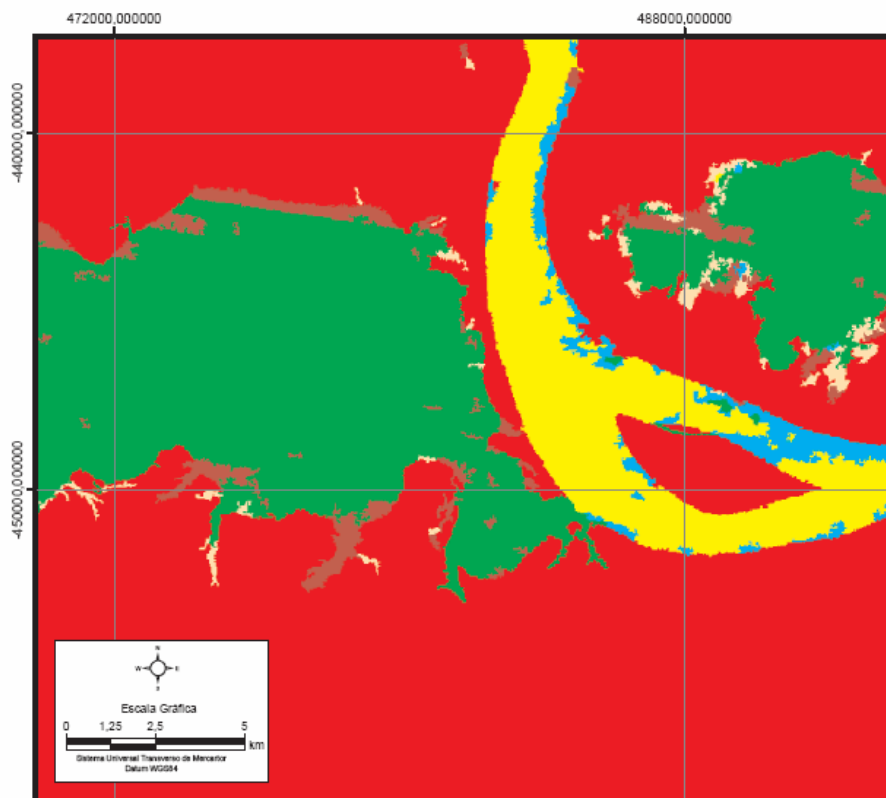 472000,000000 488000,000000
-440000,000000
-450000,000000
N
W E
S
Escala Gráfica
0 1,25 2,5 5
km
Sistema Universal Transverso de Mercartor
Datum WGS84